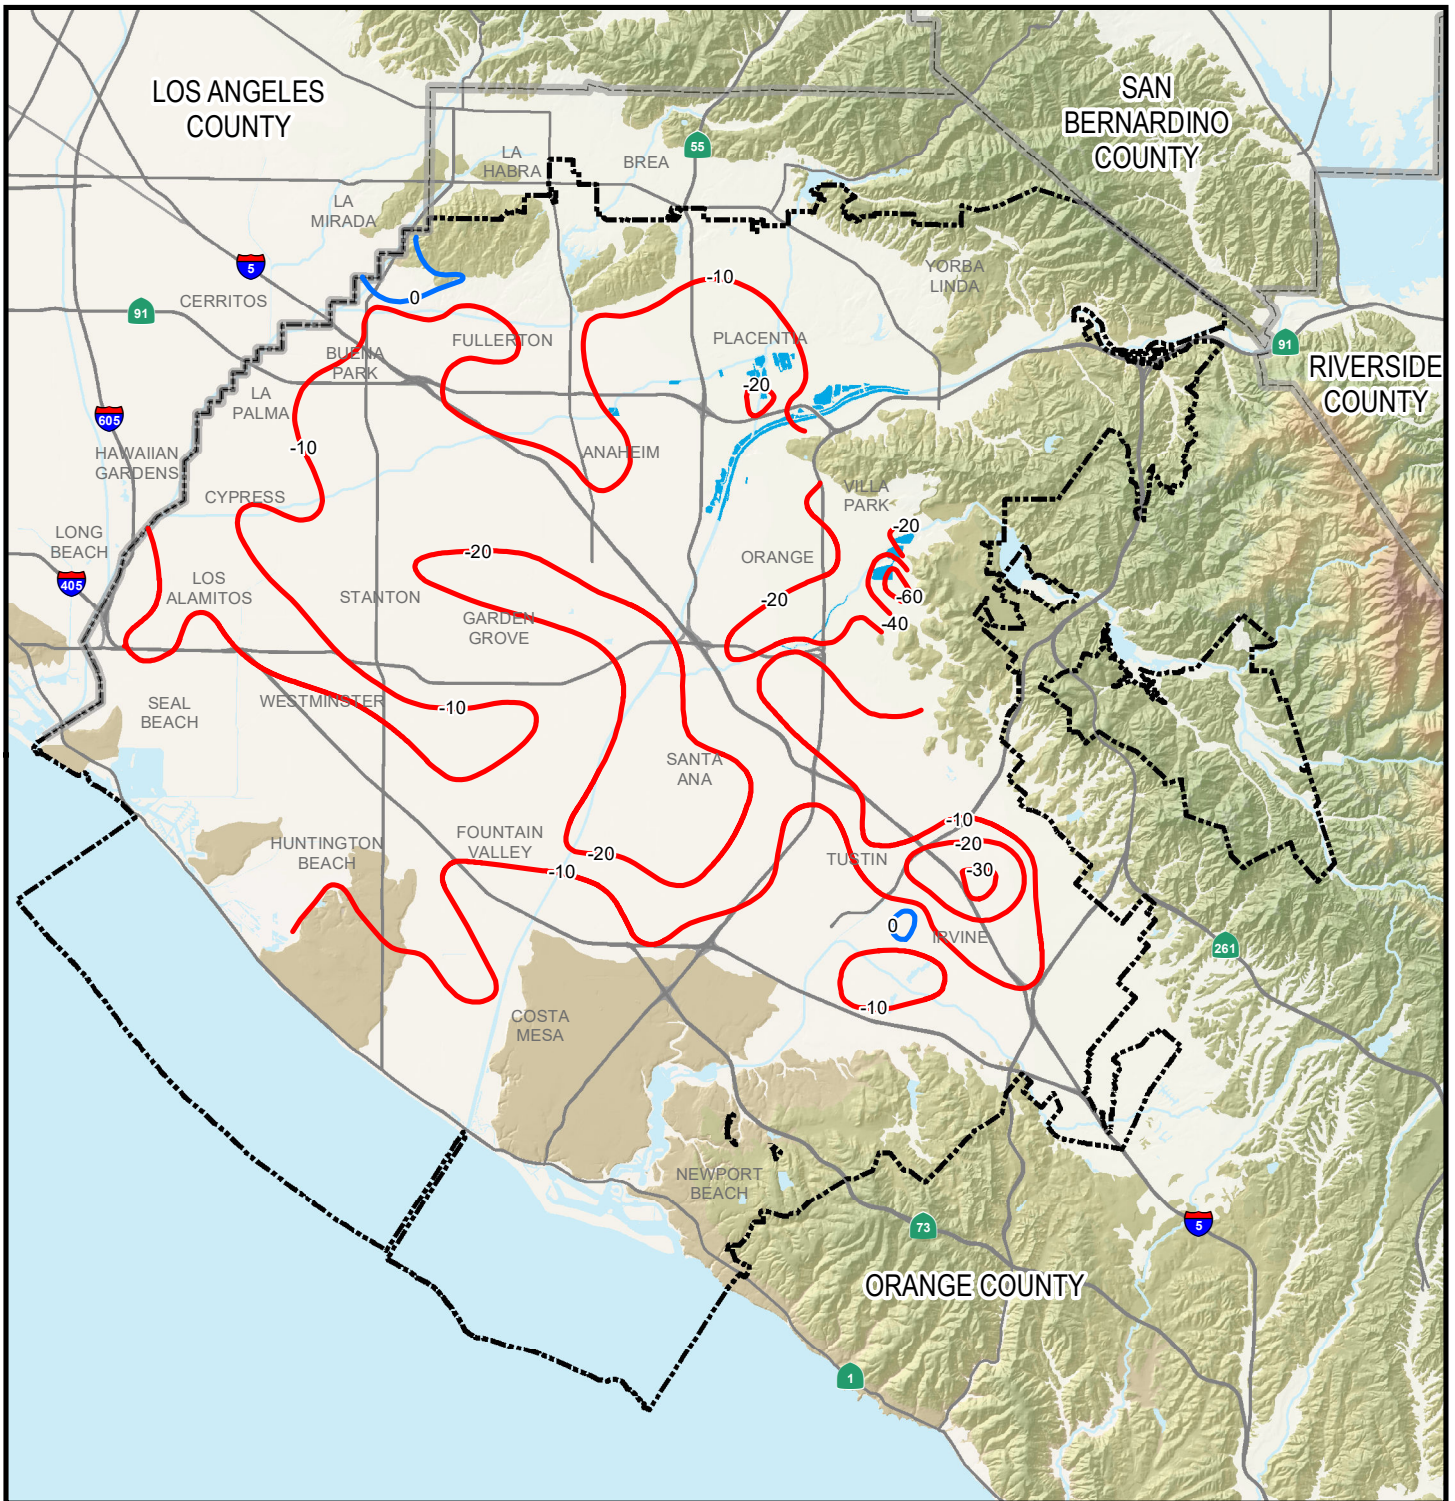 LOS ANGELES
COUNTY
SAN
BERNARDINO
COUNTY
55
LA
HABRA
BREA
LA
MIRADA
5
CERRITOS
91
0
-10
YORBA
LINDA
FULLERTON
PLACENTIA
BUENA
PARK
91
RIVERSIDE
COUNTY
-20
LA
PALMA
605
-10
HAWAIIAN
GARDENS
ANAHEIM
CYPRESS
VILLA
PARK
-20
LONG
BEACH
-20
ORANGE
405
LOS
ALAMITOS
STANTON
-60
-20
GARDEN
GROVE
-40
SEAL
BEACH
WESTMINSTER
-10
SANTA
ANA
-10
FOUNTAIN
VALLEY
HUNTINGTON
BEACH
-20
-20
TUSTIN
-10
-30
0
IRVINE
261
-10
COSTA
MESA
NEWPORT
BEACH
73
5
ORANGE COUNTY
1